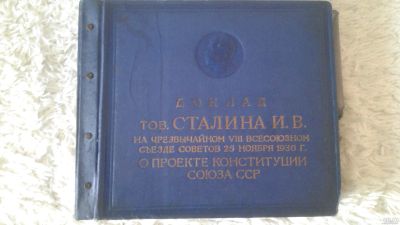 ДОКЛАД
ТОВ. СТАЛИНА И. В.
НА ЧРЕЗВЫЧАЙНОМ VIII ВСЕСОЮЗНОМ
СЪЕЗДЕ СОВЕТОВ 25 НОЯБРЯ 1936 Г.
О ПРОЕКТЕ КОНСТИТУЦИИ
СОЮЗА ССР